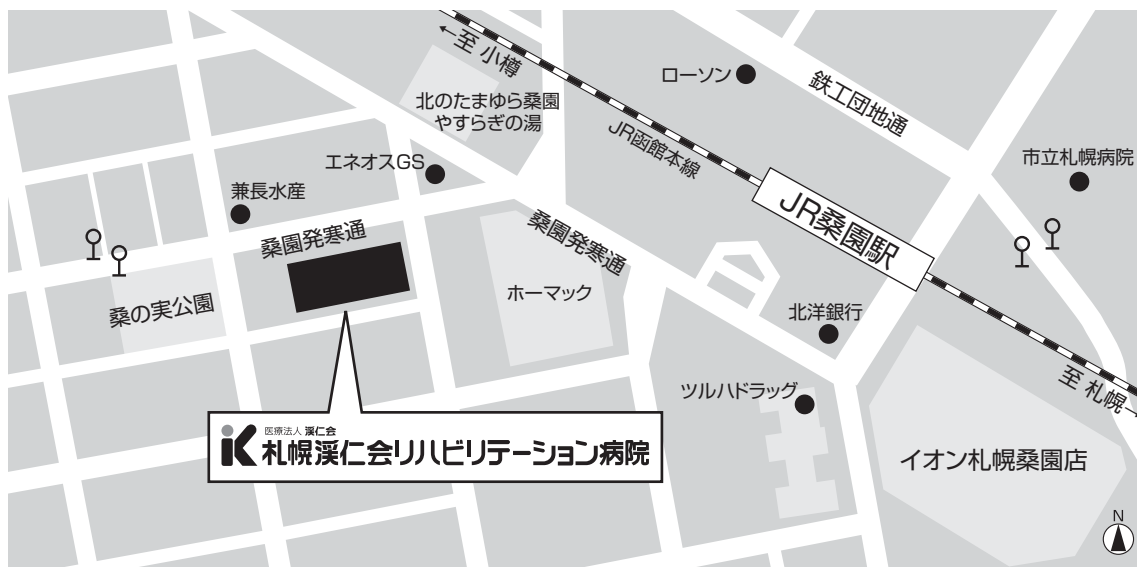 ←至 小樽
ローソン
鉄工団地通
北のたまゆら桑園
やすらぎの湯
JR函館本線
市立札幌病院
エネオスGS
兼長水産
JR桑園駅
桑園発寒通
桑園発寒通
ホーマック
桑の実公園
北洋銀行
ツルハドラッグ
至 札幌→
医療法人 渓仁会
札幌渓仁会リハビリテーション病院
イオン札幌桑園店
N